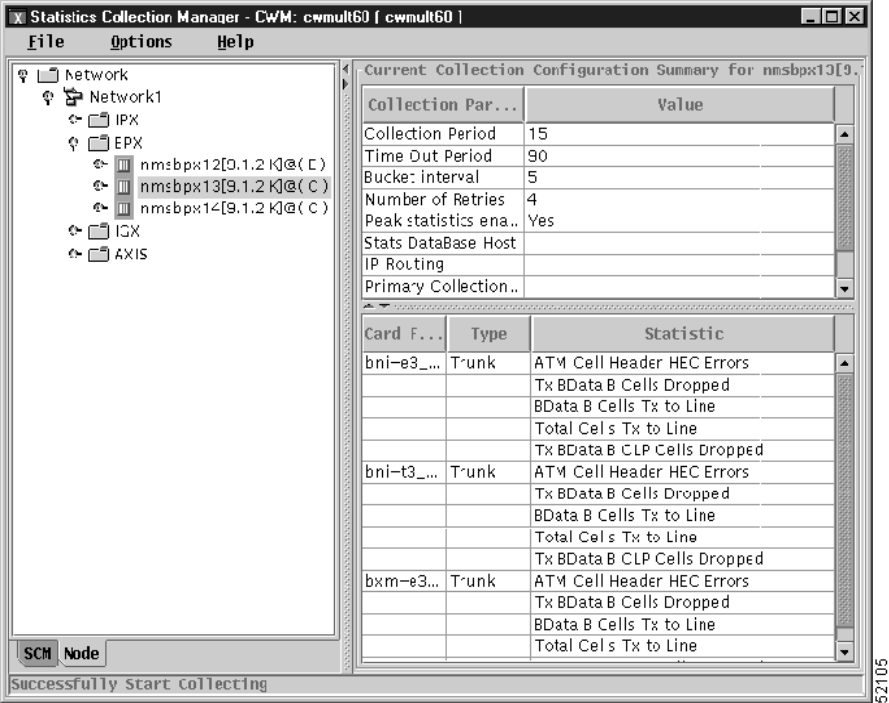 X Statistics Collection Manager - CWM: cwmult60 [ cwmult60 ]
File Options Help
Network
Network1
IPX
EPX
nmsbpx12[9.1.2 K]@( E )
nmsbpx13[9.1.2 K]@( C )
nmsbpx14[9.1.2 K]@( C )
IGX
AXIS
SCM Node
Current Collection Configuration Summary for nmsbpx13[9.
Collection Par... Value
Collection Period 15
Time Out Period 90
Bucket interval 5
Number of Retries 4
Peak statistics ena.. Yes
Stats DataBase Host
IP Routing
Primary Collection..
Card F... Type Statistic
bni-e3_... Trunk ATM Cell Header HEC Errors
Tx BData B Cells Dropped
BData B Cells Tx to Line
Total Cells Tx to Line
Tx BData B CLP Cells Dropped
bni-t3_... Trunk ATM Cell Header HEC Errors
Tx BData B Cells Dropped
BData B Cells Tx to Line
Total Cells Tx to Line
Tx BData B CLP Cells Dropped
bxm-e3... Trunk ATM Cell Header HEC Errors
Tx BData B Cells Dropped
BData B Cells Tx to Line
Total Cells Tx to Line
Successfully Start Collecting
52105